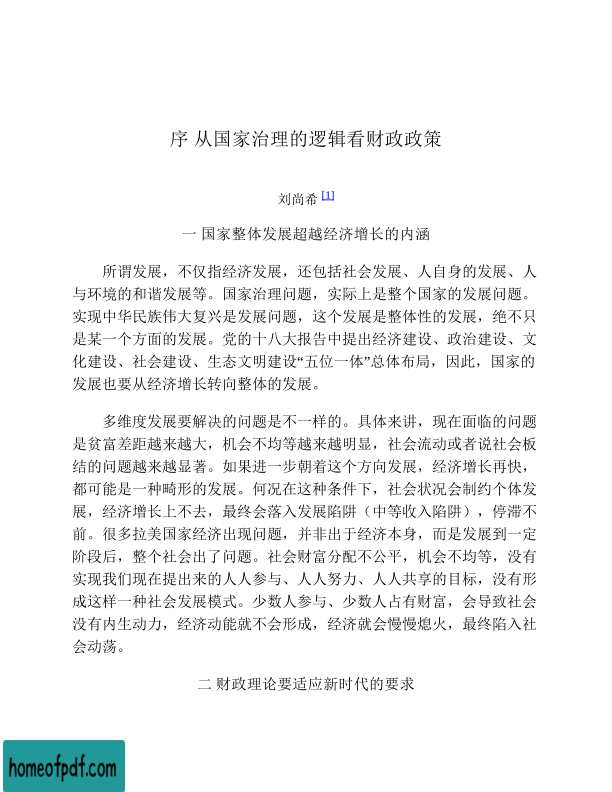 序 从国家治理的逻辑看财政政策
刘尚希 [1]
一 国家整体发展超越经济增长的内涵
所谓发展，不仅指经济发展，还包括社会发展、人自身的发展、人
与环境的和谐发展等。国家治理问题，实际上是整个国家的发展问题。
实现中华民族伟大复兴是发展问题，这个发展是整体性的发展，绝不只
是某一个方面的发展。党的十八大报告中提出经济建设、政治建设、文
化建设、社会建设、生态文明建设“五位一体”总体布局，因此，国家的
发展也要从经济增长转向整体的发展。
多维度发展要解决的问题是不一样的。具体来讲，现在面临的问题
是贫富差距越来越大，机会不均等越来越明显，社会流动或者说社会板
结的问题越来越显著。如果进一步朝着这个方向发展，经济增长再快，
都可能是一种畸形的发展。何况在这种条件下，社会状况会制约个体发
展，经济增长上不去，最终会落入发展陷阱（中等收入陷阱），停滞不
前。很多拉美国家经济出现问题，并非出于经济本身，而是发展到一定
阶段后，整个社会出了问题。社会财富分配不公平，机会不均等，没有
实现我们现在提出来的人人参与、人人努力、人人共享的目标，没有形
成这样一种社会发展模式。少数人参与、少数人占有财富，会导致社会
没有内生动力，经济动能就不会形成，经济就会慢慢熄火，最终陷入社
会动荡。
二 财政理论要适应新时代的要求
homeofpdf.com